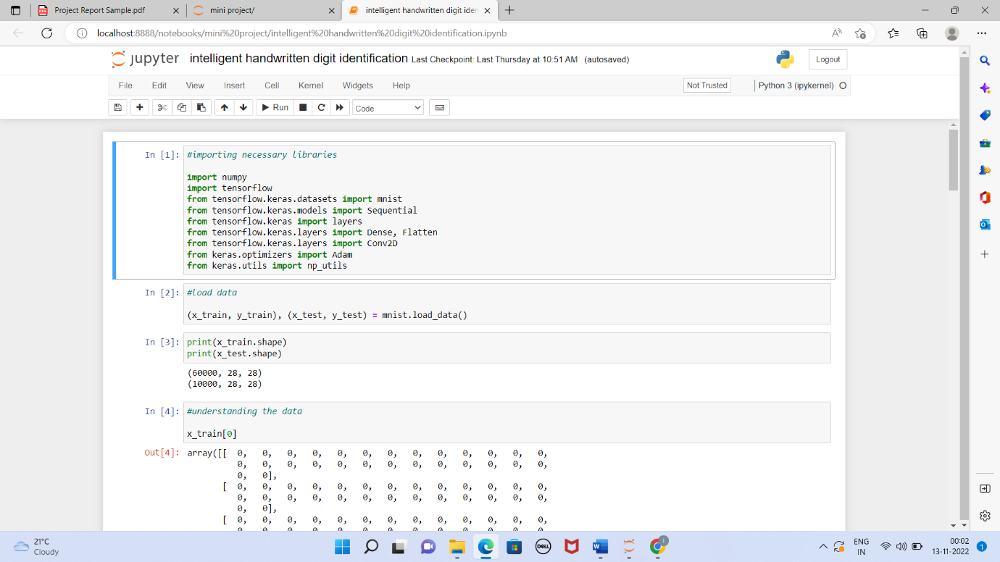 Project Report Sample.pdf
mini project/
intelligent handwritten digit iden
localhost:8888/notebooks/mini%20project/intelligent%20handwritten%20digit%20identification.ipynb
jupyter intelligent handwritten digit identification Last Checkpoint: Last Thursday at 10:51 AM (autosaved)
Logout
File Edit View Insert Cell Kernel Widgets Help
Not Trusted
Python 3 (ipykernel)
Run
Code
In [1]: #importing necessary libraries
import numpy
import tensorflow
from tensorflow.keras.datasets import mnist
from tensorflow.keras.models import Sequential
from tensorflow.keras import layers
from tensorflow.keras.layers import Dense, Flatten
from tensorflow.keras.layers import Conv2D
from keras.optimizers import Adam
from keras.utils import np_utils
In [2]: #load data
(x_train, y_train), (x_test, y_test) = mnist.load_data()
In [3]: print(x_train.shape)
print(x_test.shape)
(60000, 28, 28)
(10000, 28, 28)
In [4]: #understanding the data
x_train[0]
Out[4]: array([[ 0, 0, 0, 0, 0, 0, 0, 0, 0, 0, 0, 0, 0,
0, 0, 0, 0, 0, 0, 0, 0, 0, 0, 0, 0, 0,
0, 0],
[ 0, 0, 0, 0, 0, 0, 0, 0, 0, 0, 0, 0, 0,
0, 0, 0, 0, 0, 0, 0, 0, 0, 0, 0, 0, 0,
0, 0],
[ 0, 0, 0, 0, 0, 0, 0, 0, 0, 0, 0, 0, 0,
21°C
Cloudy
DELL
ENG
IN
00:02
13-11-2022
1